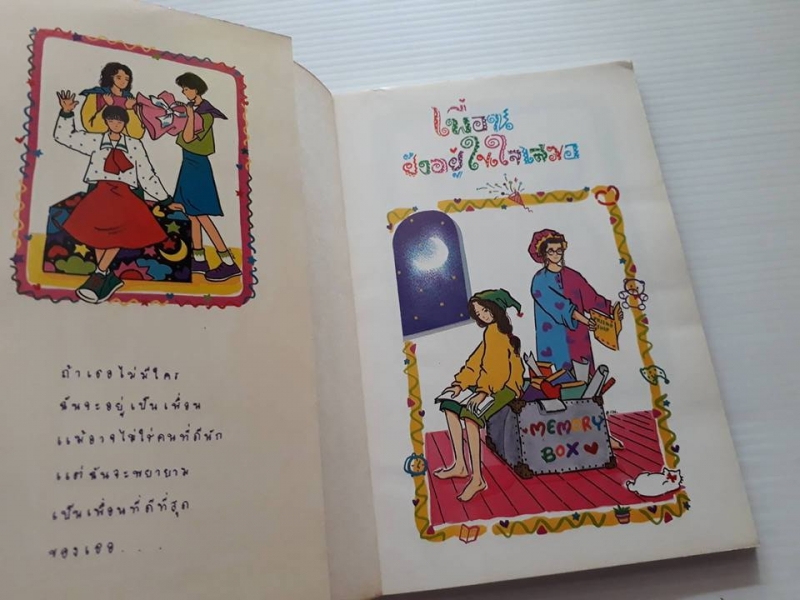 ถ้าเธอไม่มีใคร
ฉันจะอยู่เป็นเพื่อน
แม้อาจไม่ใช่คนที่ดีนัก
แต่ฉันจะพยายาม
เป็นเพื่อนที่ดีที่สุด
ของเธอ....
เพื่อน
ยังอยู่ในใจเสมอ
MEMORY
BOX